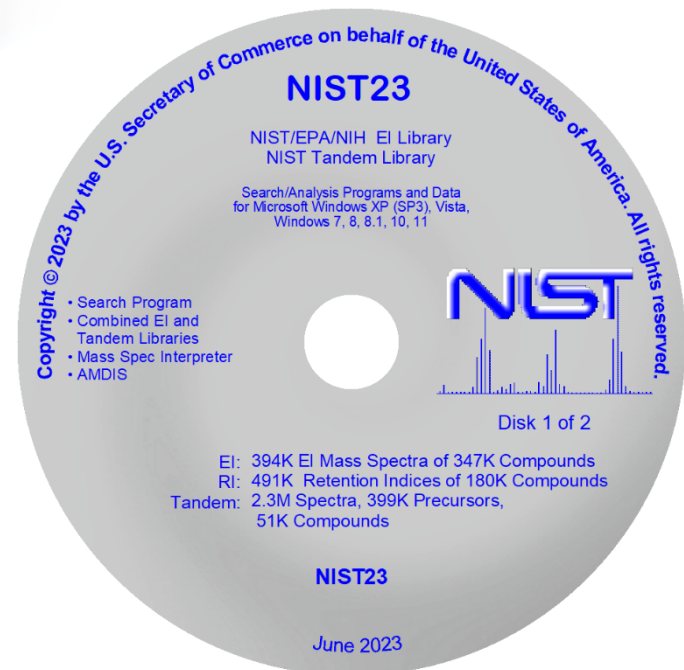 Copyright © 2023 by the U.S. Secretary of Commerce on behalf of the United States of America. All rights reserved.
NIST23
NIST/EPA/NIH EI Library
NIST Tandem Library
Search/Analysis Programs and Data
for Microsoft Windows XP (SP3), Vista,
Windows 7, 8, 8.1, 10, 11
• Search Program
• Combined EI and
Tandem Libraries
• Mass Spec Interpreter
• AMDIS
NIST
Disk 1 of 2
EI: 394K EI Mass Spectra of 347K Compounds
RI: 491K Retention Indices of 180K Compounds
Tandem: 2.3M Spectra, 399K Precursors,
51K Compounds
NIST23
June 2023